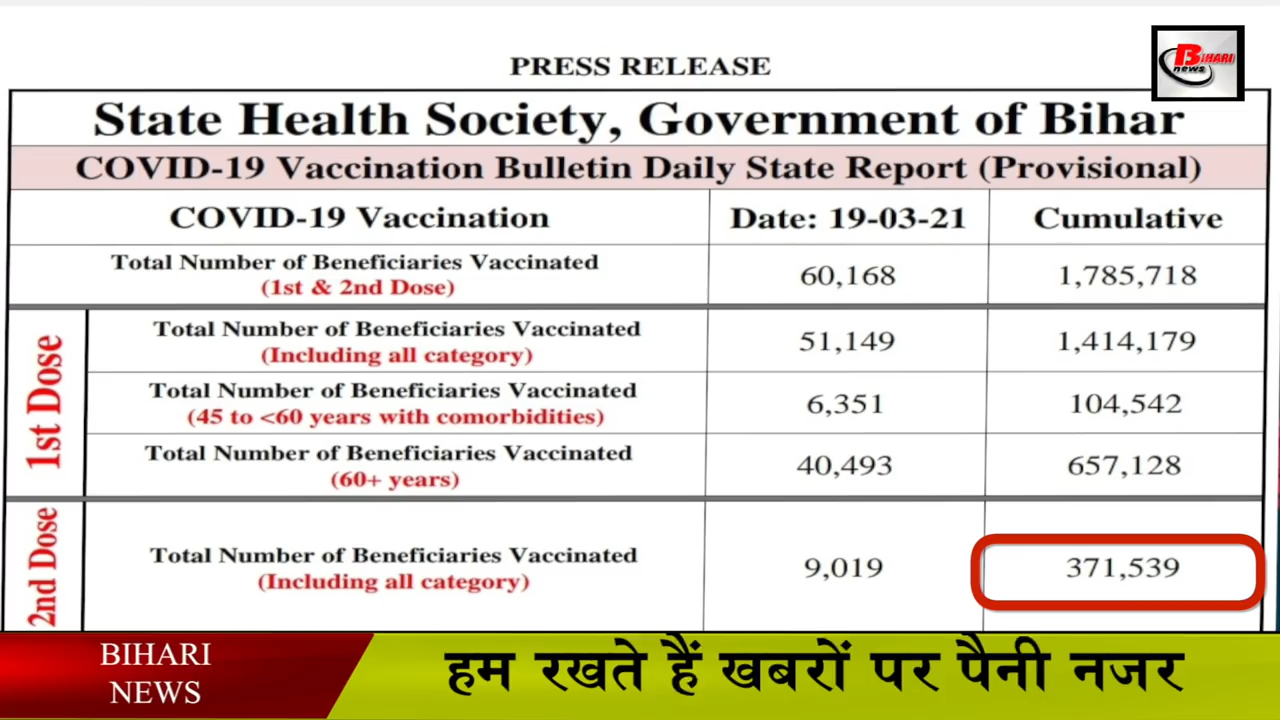 BIHARI
news
PRESS RELEASE
State Health Society, Government of Bihar
COVID-19 Vaccination Bulletin Daily State Report (Provisional)
COVID-19 Vaccination Date: 19-03-21 Cumulative
Total Number of Beneficiaries Vaccinated
(1st & 2nd Dose) 60,168 1,785,718
1st Dose
Total Number of Beneficiaries Vaccinated
(Including all category) 51,149 1,414,179
Total Number of Beneficiaries Vaccinated
(45 to <60 years with comorbidities) 6,351 104,542
Total Number of Beneficiaries Vaccinated
(60+ years) 40,493 657,128
2nd Dose
Total Number of Beneficiaries Vaccinated
(Including all category) 9,019 371,539
BIHARI
NEWS
हम रखते हैं खबरों पर पैनी नजर